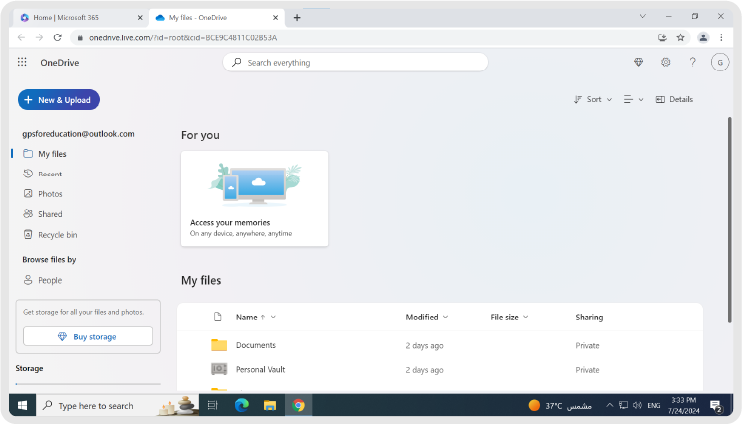 Home | Microsoft 365
My files - OneDrive
onedrive.live.com/?id=root&cid=BCE9C4811C02B53A
OneDrive
Search everything
G
New & Upload
Sort
Details
gpsforeducation@outlook.com
My files
Recent
Photos
Shared
Recycle bin
Browse files by
People
Get storage for all your files and photos.
Buy storage
Storage
For you
Access your memories
On any device, anywhere, anytime
My files
Name
Modified
File size
Sharing
Documents
2 days ago
Private
Personal Vault
2 days ago
Private
Type here to search
37°C
مشمس
ENG
3:33 PM
7/24/2024
2